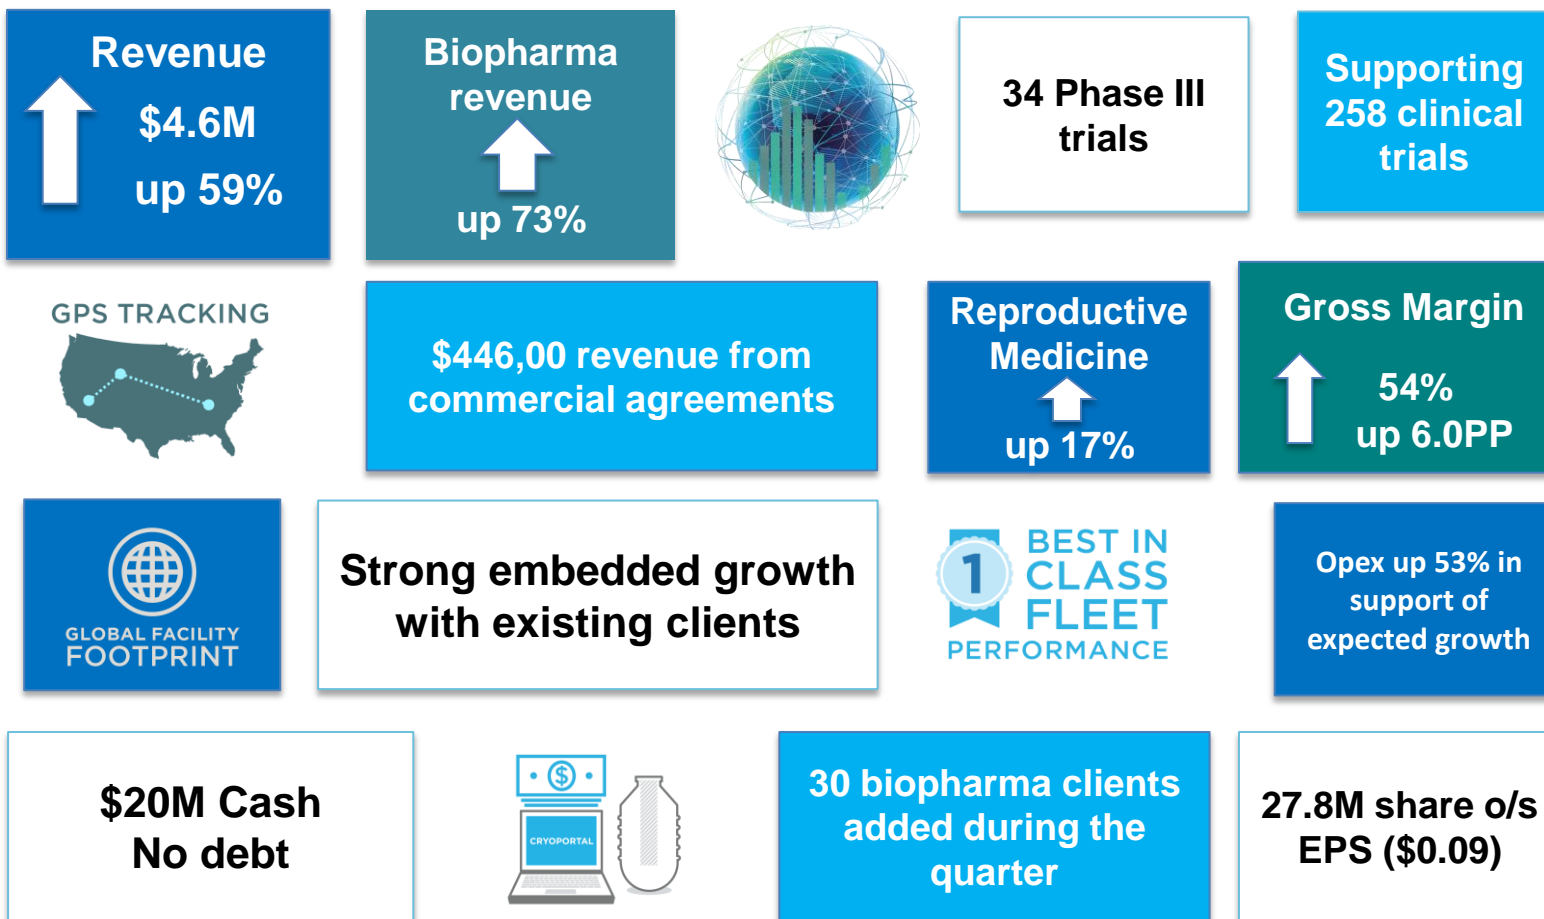 Revenue
$4.6M
up 59%
Biopharma
revenue
up 73%
34 Phase III
trials
Supporting
258 clinical
trials
GPS TRACKING
$446,00 revenue from
commercial agreements
Reproductive
Medicine
up 17%
Gross Margin
54%
up 6.0PP
GLOBAL FACILITY
FOOTPRINT
Strong embedded growth
with existing clients
1
BEST IN
CLASS
FLEET
PERFORMANCE
Opex up 53% in
support of
expected growth
$20M Cash
No debt
$
CRYOPORTAL
30 biopharma clients
added during the
quarter
27.8M share o/s
EPS ($0.09)